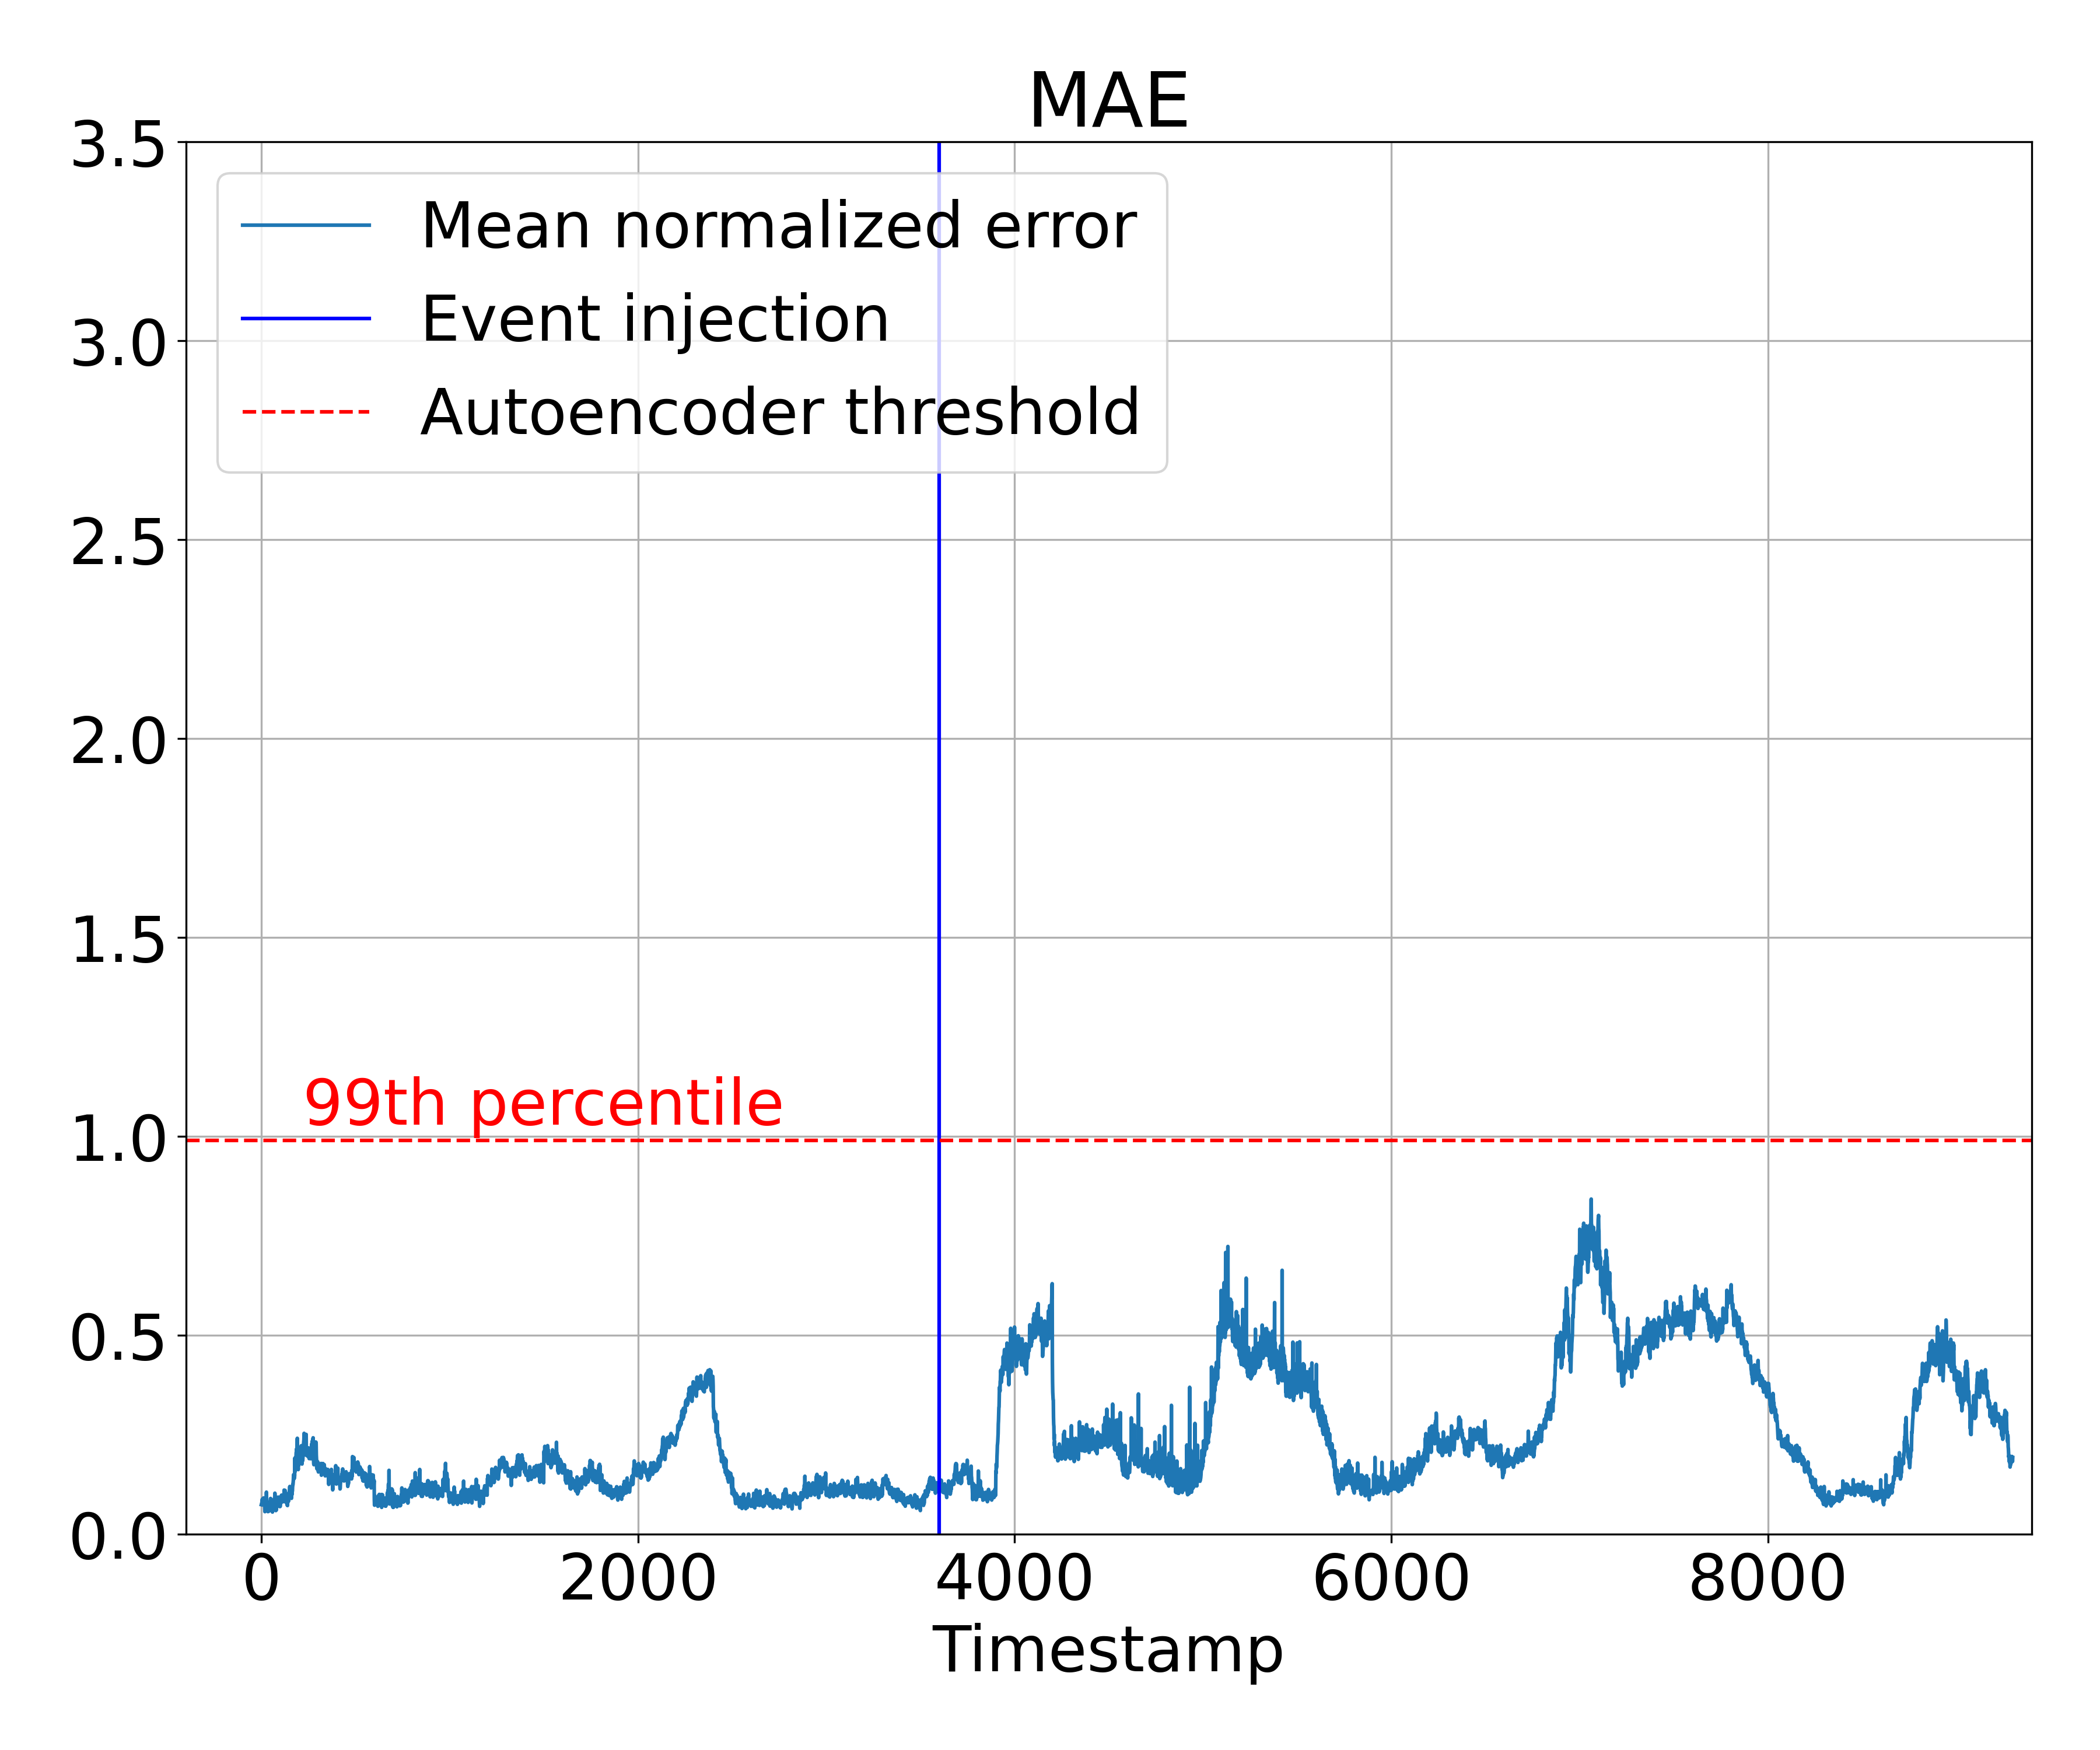 MAE
3.5
3.0
2.5
2.0
1.5
1.0
0.5
0.0
Mean normalized error
Event injection
Autoencoder threshold
99th percentile
0 2000 4000 6000 8000
Timestamp